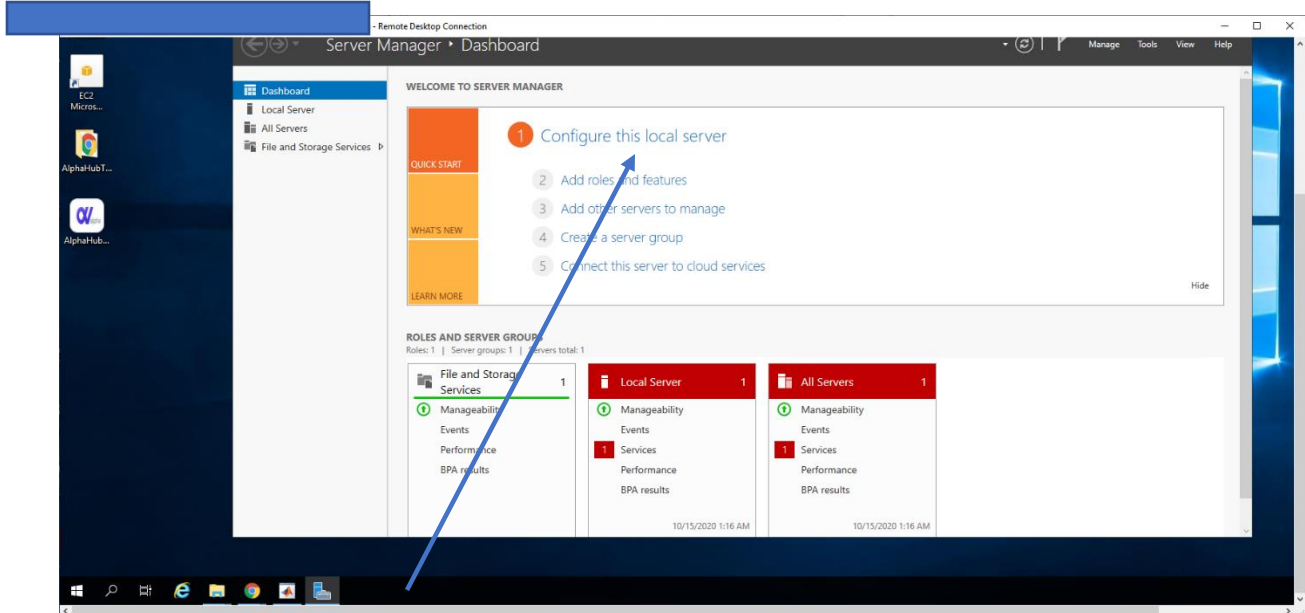 - Remote Desktop Connection
Server Manager • Dashboard
Manage Tools View Help
EC2
Micros...
AlphaHubT...
AlphaHub...
Dashboard
Local Server
All Servers
File and Storage Services
WELCOME TO SERVER MANAGER
QUICK START
WHAT'S NEW
LEARN MORE
1 Configure this local server
2 Add roles and features
3 Add other servers to manage
4 Create a server group
5 Connect this server to cloud services
Hide
ROLES AND SERVER GROUPS
Roles: 1 | Server groups: 1 | Servers total: 1
File and Storage
Services
1
Manageability
Events
Performance
BPA results
Local Server 1
Manageability
Events
1 Services
Performance
BPA results
10/15/2020 1:16 AM
All Servers 1
Manageability
Events
1 Services
Performance
BPA results
10/15/2020 1:16 AM